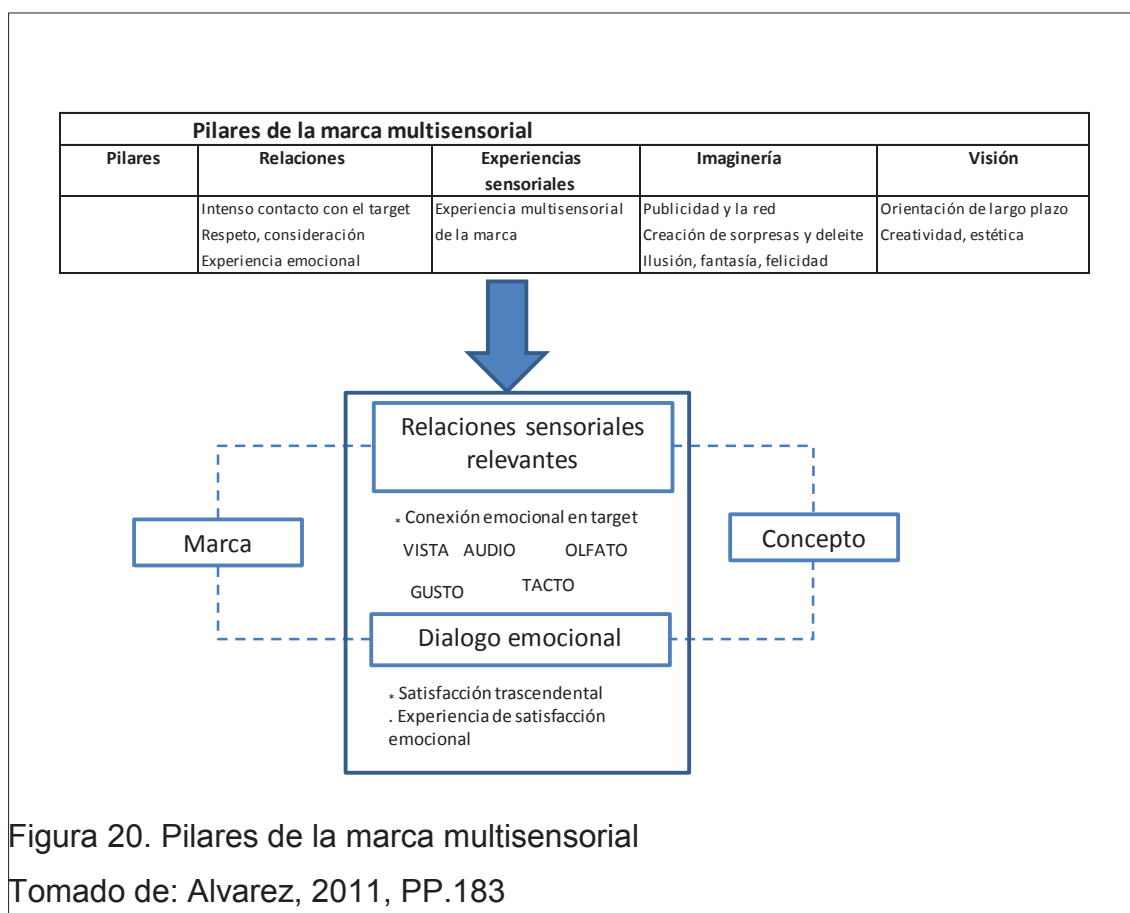 Pilares de la marca multisensorial
Pilares
Relaciones
Experiencias
sensoriales
Imaginería
Visión
Intenso contacto con el target
Respeto, consideración
Experiencia emocional
Experiencia multisensorial
de la marca
Publicidad y la red
Creación de sorpresas y deleite
Ilusión, fantasía, felicidad
Orientación de largo plazo
Creatividad, estética
Relaciones sensoriales
relevantes
* Conexión emocional en target
VISTA AUDIO OLFATO
GUSTO TACTO
Marca
Concepto
Dialogo emocional
* Satisfacción trascendental
. Experiencia de satisfacción
emocional
Figura 20. Pilares de la marca multisensorial
Tomado de: Alvarez, 2011, PP.183